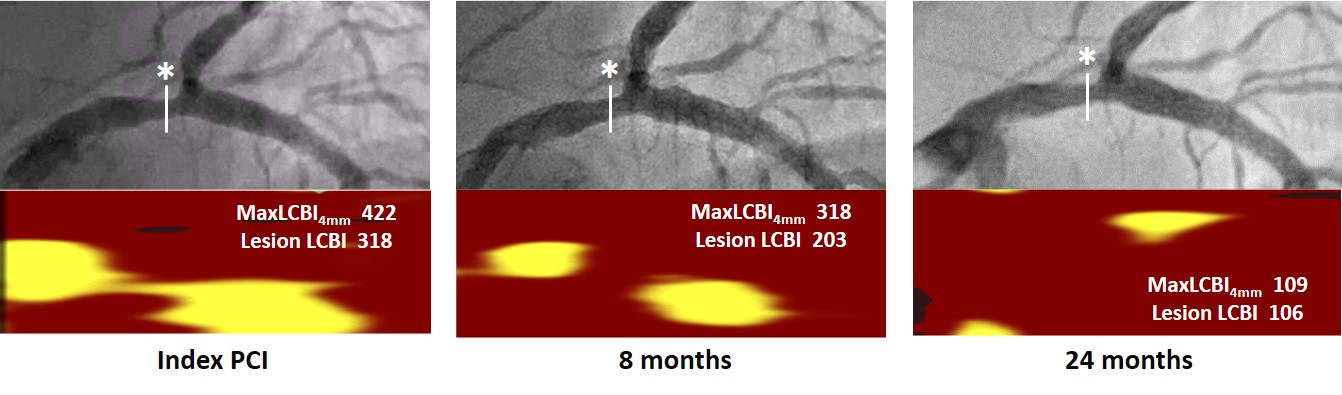 *
*
*
MaxLCBI4mm 422
Lesion LCBI 318
MaxLCBI4mm 318
Lesion LCBI 203
MaxLCBI4mm 109
Lesion LCBI 106
Index PCI
8 months
24 months